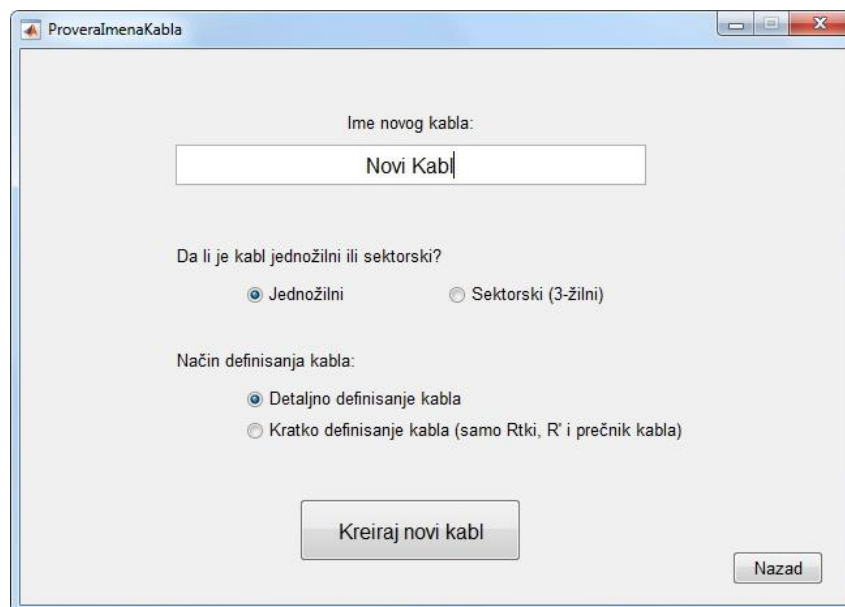 ProveraImenaKabla
Ime novog kabla:
Novi Kabl
Da li je kabl jednožilni ili sektorski?
Jednožilni
Sektorski (3-žilni)
Način definisanja kabla:
Detaljno definisanje kabla
Kratko definisanje kabla (samo Rtki, R' i prečnik kabla)
Kreiraj novi kabl
Nazad